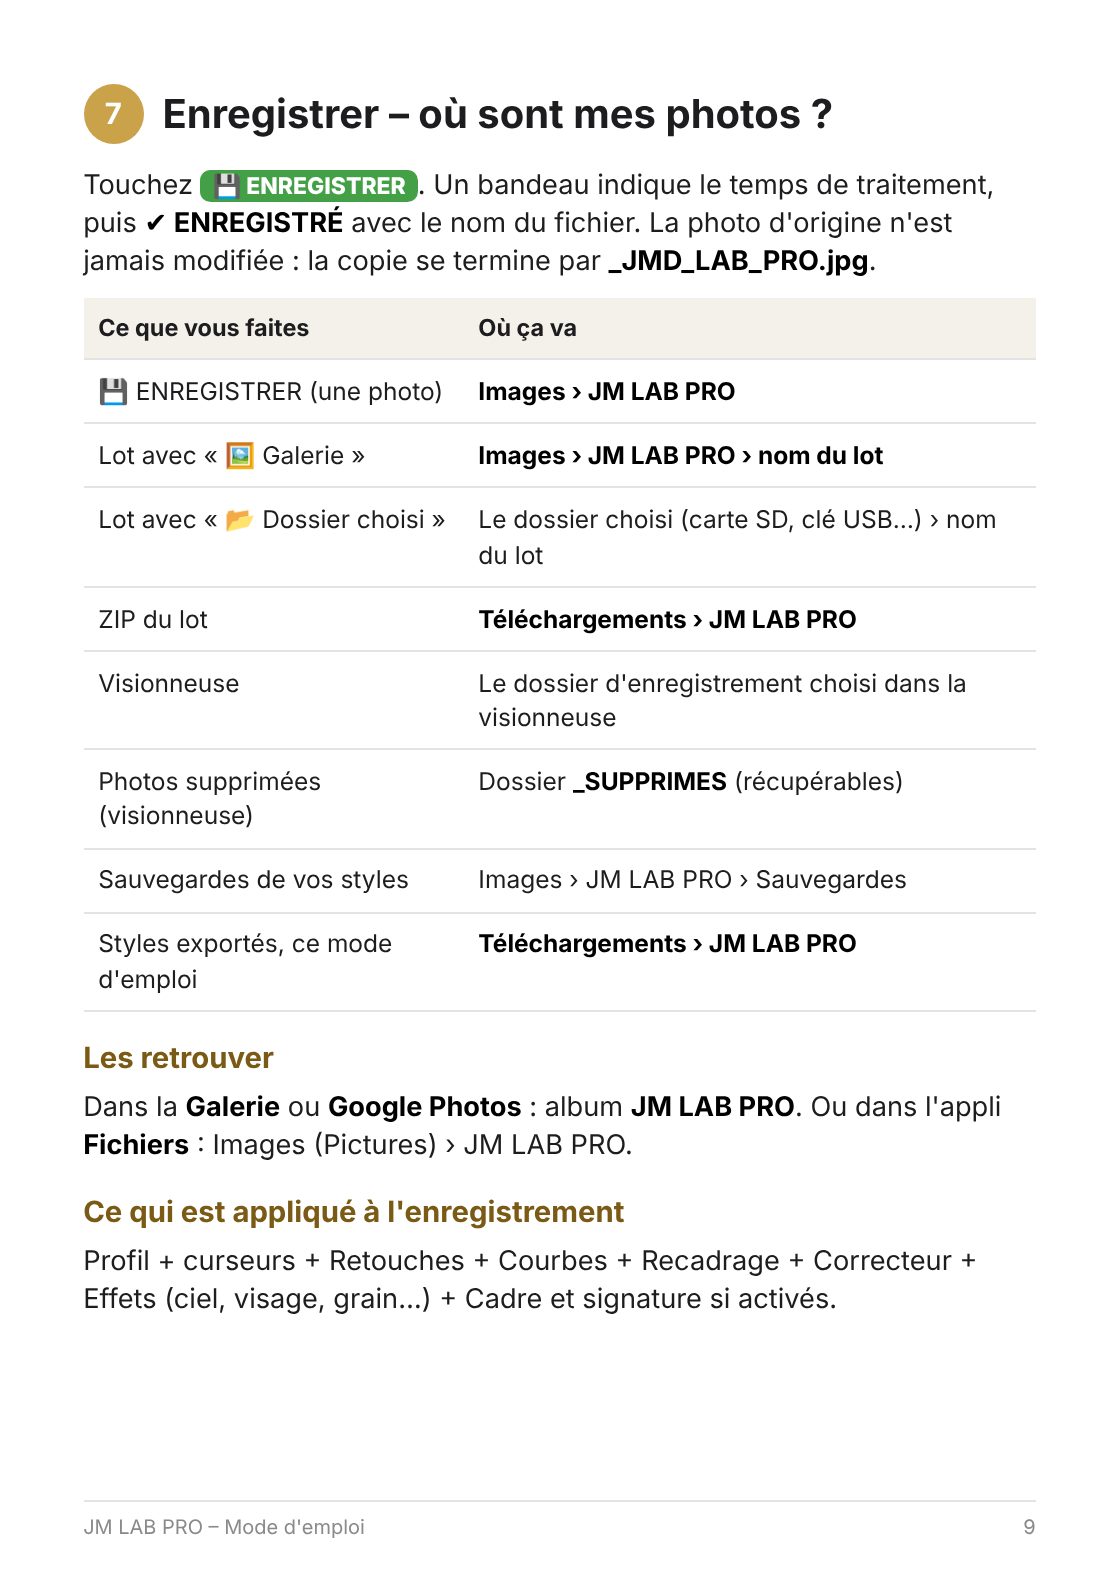 7 Enregistrer – où sont mes photos ?
Touchez 💾 ENREGISTRER. Un bandeau indique le temps de traitement,
puis ✔ ENREGISTRÉ avec le nom du fichier. La photo d'origine n'est
jamais modifiée : la copie se termine par _JMD_LAB_PRO.jpg.
Ce que vous faites Où ça va
💾 ENREGISTRER (une photo) Images › JM LAB PRO
Lot avec « 🖼️ Galerie » Images › JM LAB PRO › nom du lot
Lot avec « 📂 Dossier choisi » Le dossier choisi (carte SD, clé USB…) › nom
du lot
ZIP du lot Téléchargements › JM LAB PRO
Visionneuse Le dossier d'enregistrement choisi dans la
visionneuse
Photos supprimées Dossier _SUPPRIMES (récupérables)
(visionneuse)
Sauvegardes de vos styles Images › JM LAB PRO › Sauvegardes
Styles exportés, ce mode Téléchargements › JM LAB PRO
d'emploi
Les retrouver
Dans la Galerie ou Google Photos : album JM LAB PRO. Ou dans l'appli
Fichiers : Images (Pictures) › JM LAB PRO.
Ce qui est appliqué à l'enregistrement
Profil + curseurs + Retouches + Courbes + Recadrage + Correcteur +
Effets (ciel, visage, grain…) + Cadre et signature si activés.
JM LAB PRO – Mode d'emploi 9